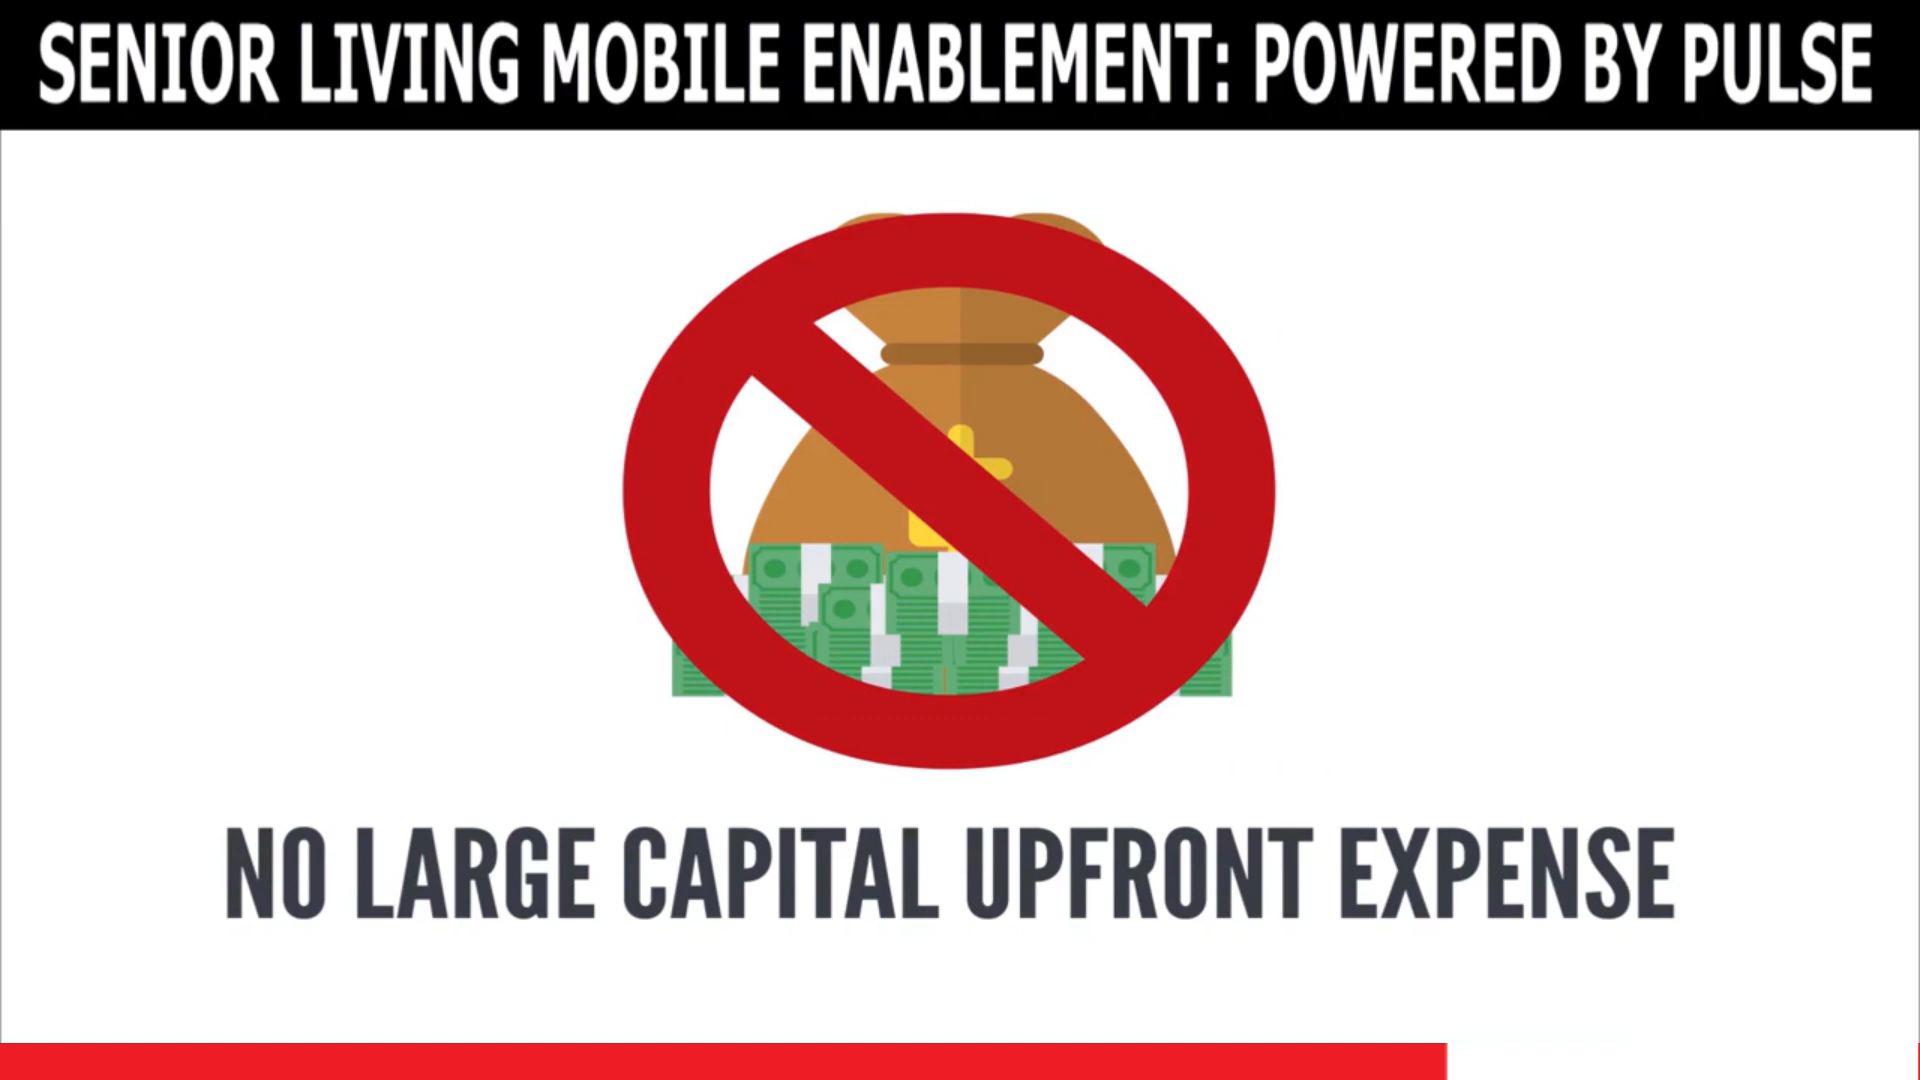 SENIOR LIVING MOBILE ENABLEMENT: POWERED BY PULSE
NO LARGE CAPITAL UPFRONT EXPENSE